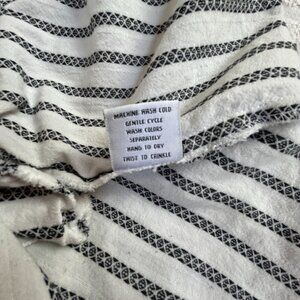 MACHINE WASH COLD
GENTLE CYCLE
WASH COLORS
SEPARATELY
HANG TO DRY
TWIST TO CRINKLE